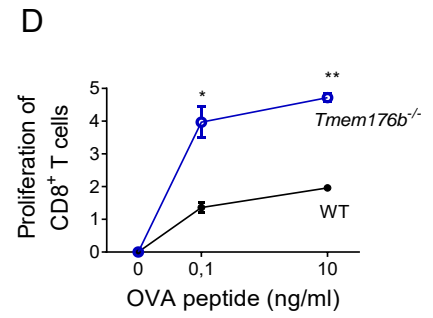 D
Proliferation of
CD8⁺ T cells
5
4
3
2
1
0
*
**
Tmem176b⁻/⁻
WT
0 0,1 10
OVA peptide (ng/ml)